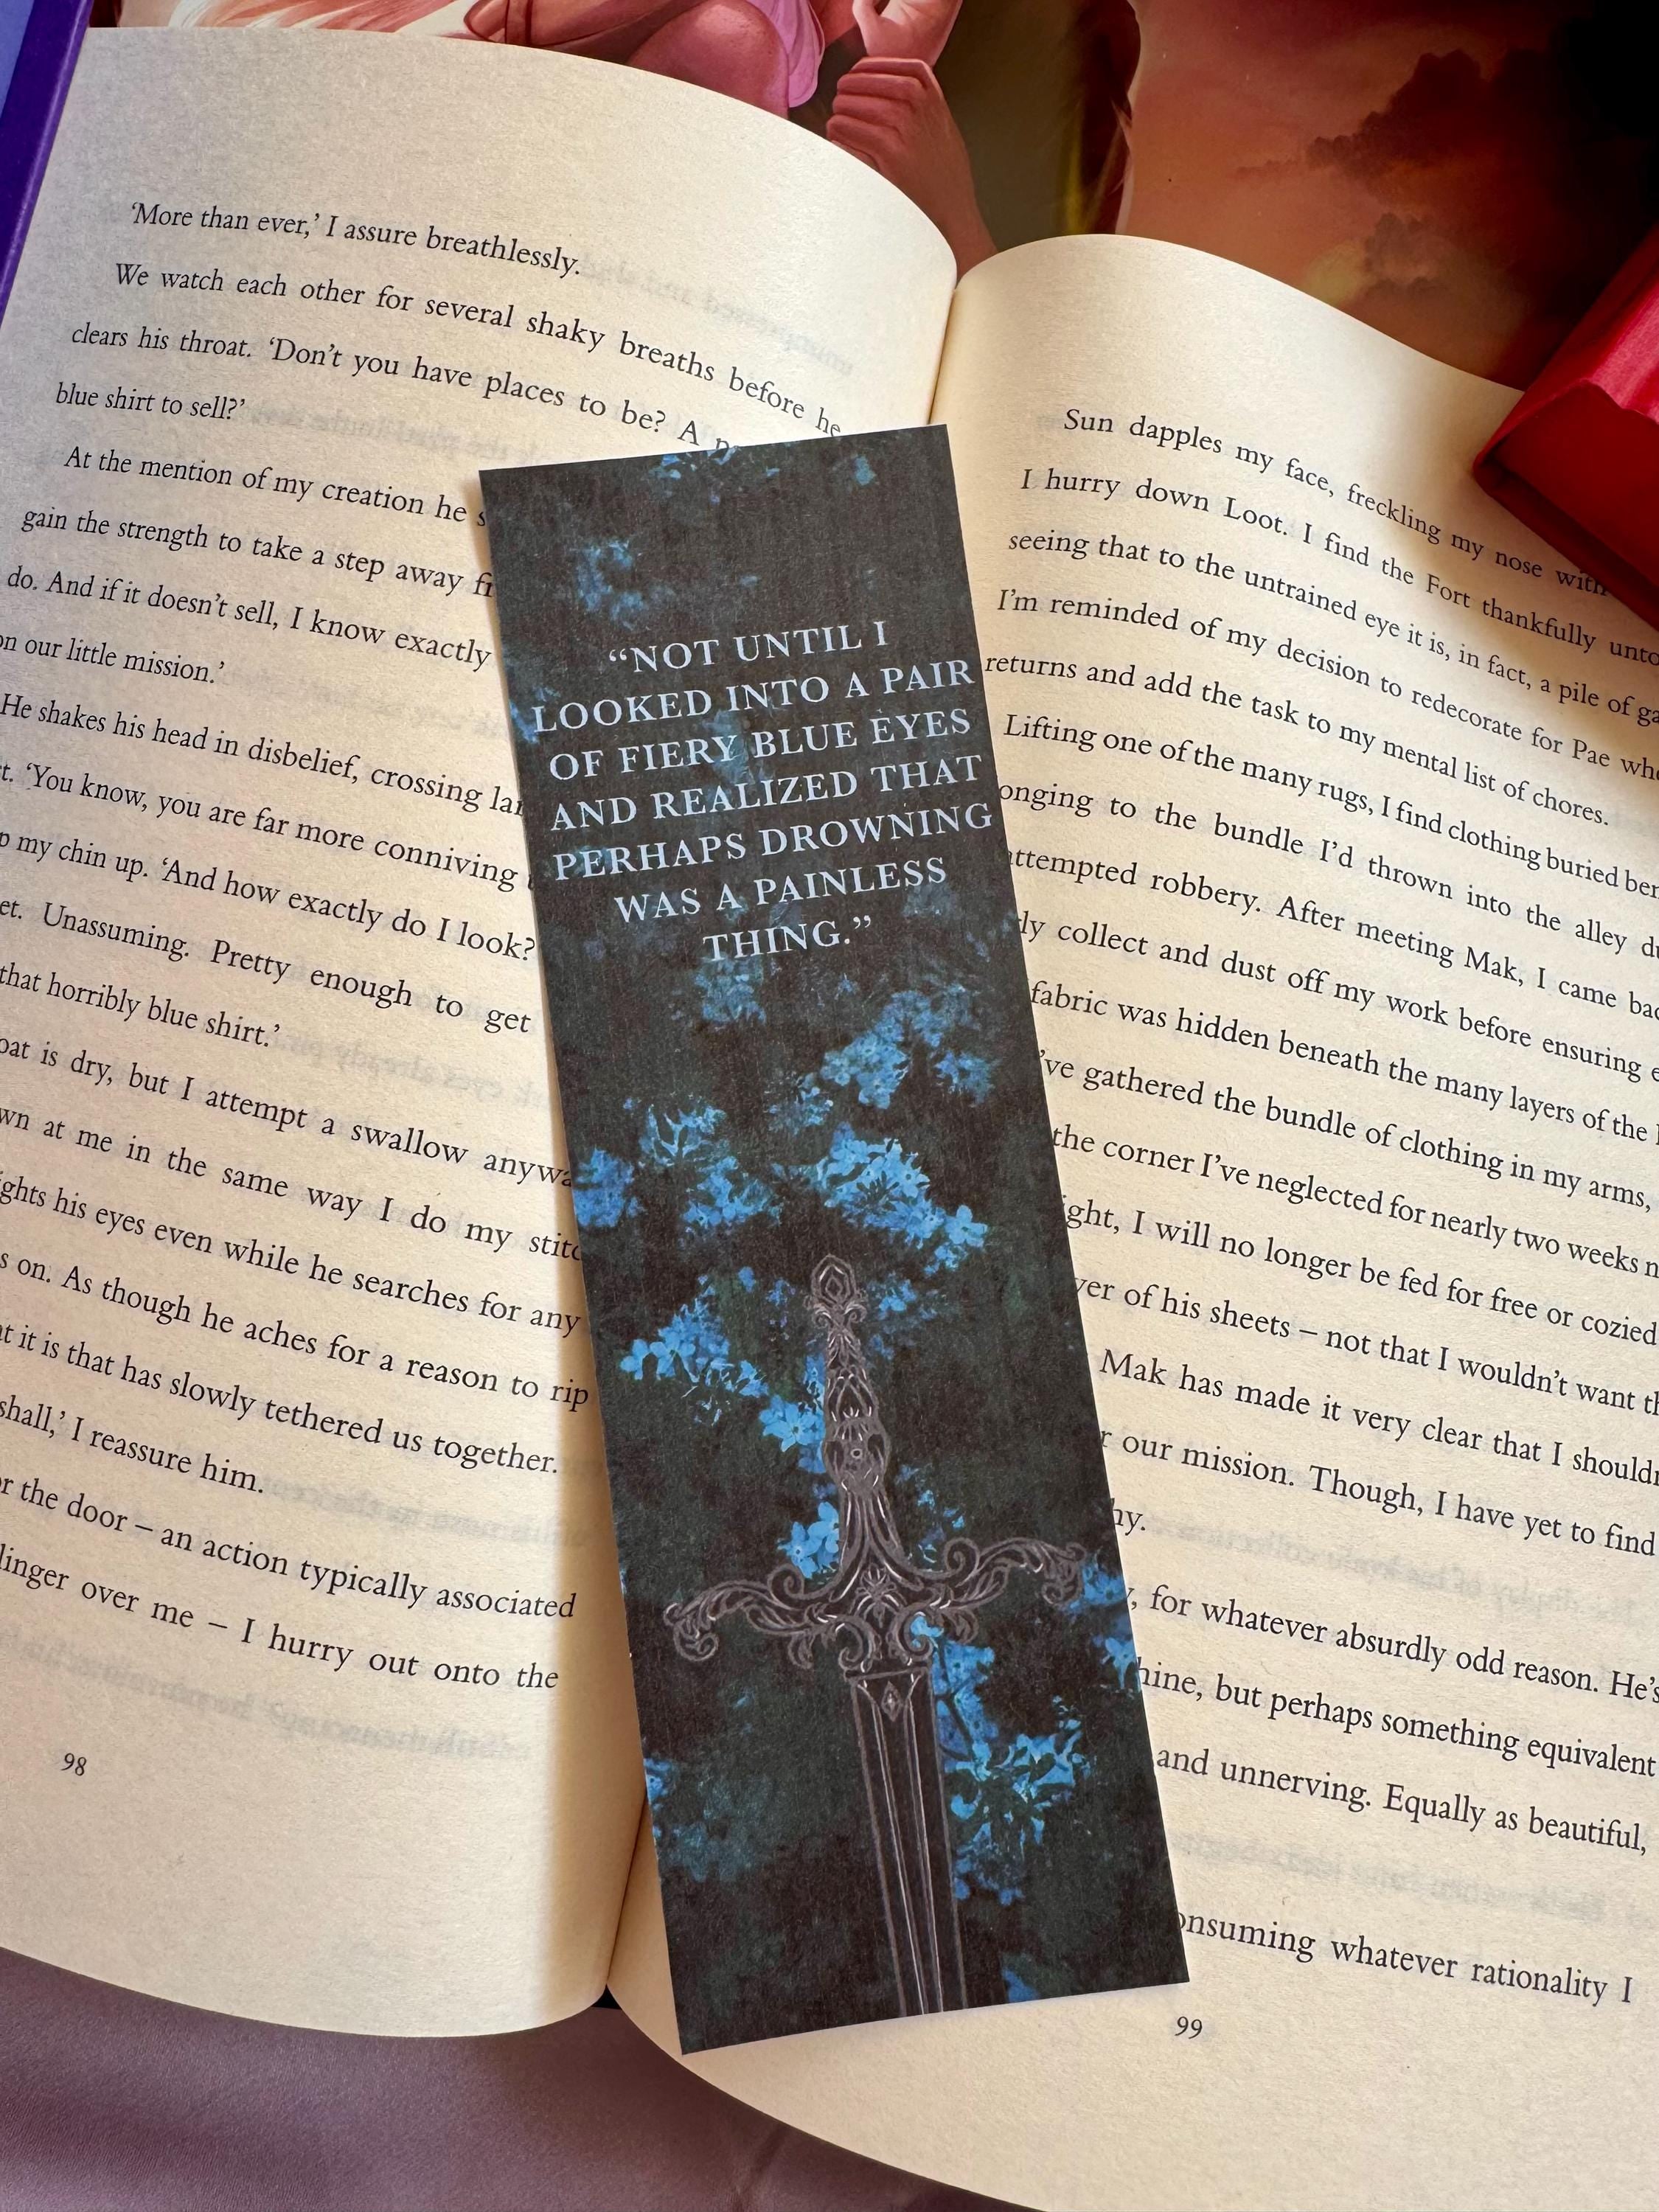 ‘More than ever,’ I assure breathlessly.
We watch each other for several shaky breaths before he
clears his throat. ‘Don’t you have places to be? A
blue shirt to sell?’
At the mention of my creation he
gain the strength to take a step away
do. And if it doesn’t sell, I know exactly
our little mission.’
He shakes his head in disbelief, crossing
‘You know, you are far more conniving
my chin up. ‘And how exactly do I look?
Unassuming. Pretty enough to get
that horribly blue shirt.’
is dry, but I attempt a swallow
at me in the same way I do my
his eyes even while he searches for any
on. As though he aches for a reason to rip
it is that has slowly tethered us together.
shall,’ I reassure him.
the door – an action typically associated
linger over me – I hurry out onto the
98
“NOT UNTIL I
LOOKED INTO A PAIR
OF FIERY BLUE EYES
AND REALIZED THAT
PERHAPS DROWNING
WAS A PAINLESS
THING.”
Sun dapples my face, freckling my nose with
I hurry down Loot. I find the Fort thankfully
seeing that to the untrained eye it is, in fact, a pile of
I’m reminded of my decision to redecorate for Pae
returns and add the task to my mental list of chores.
Lifting one of the many rugs, I find clothing buried
to the bundle I’d thrown into the alley
attempted robbery. After meeting Mak, I came
collect and dust off my work before ensuring
fabric was hidden beneath the many layers of the
’ve gathered the bundle of clothing in my arms,
the corner I’ve neglected for nearly two weeks
I will no longer be fed for free or cozied
of his sheets – not that I wouldn’t want
Mak has made it very clear that I
our mission. Though, I have yet to find
for whatever absurdly odd reason. He’s
but perhaps something equivalent
and unnerving. Equally as beautiful,
whatever rationality I
99